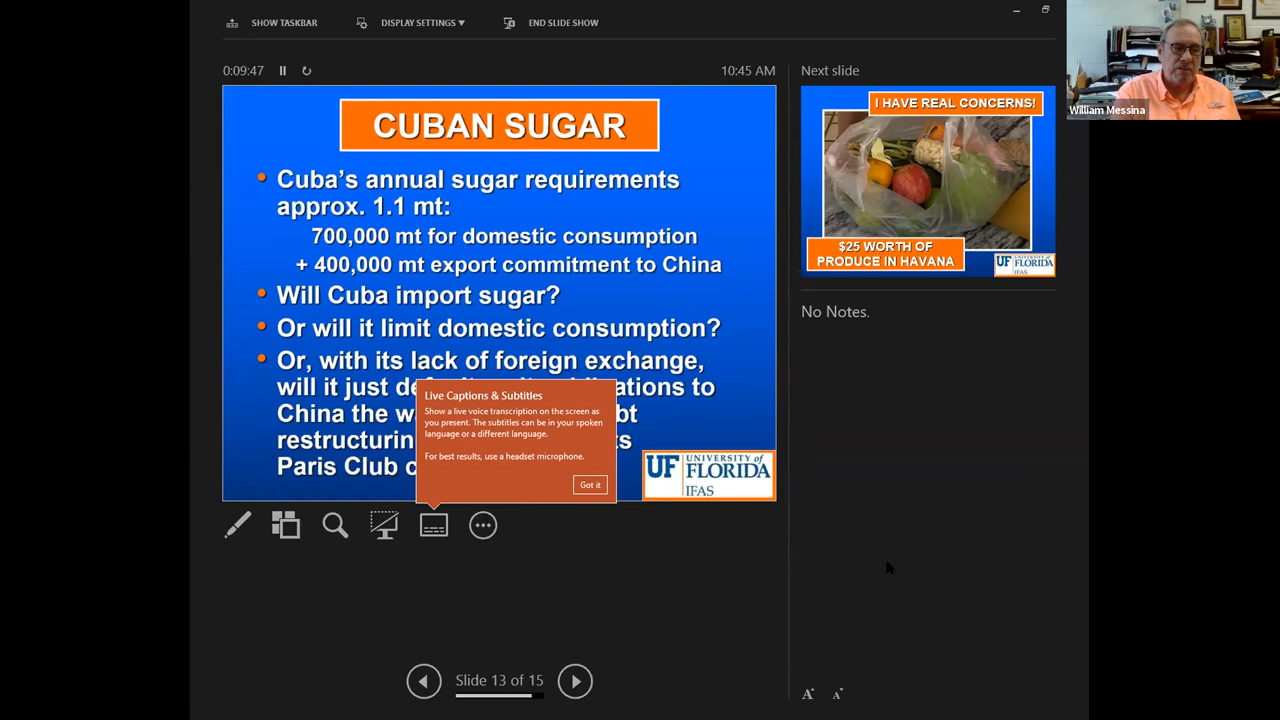 SHOW TASKBAR
DISPLAY SETTINGS ▾
END SLIDE SHOW
0:09:47
10:45 AM
Next slide
CUBAN SUGAR
• Cuba's annual sugar requirements
approx. 1.1 mt:
700,000 mt for domestic consumption
+ 400,000 mt export commitment to China
• Will Cuba import sugar?
• Or will it limit domestic consumption?
• Or, with its lack of foreign exchange,
will it just
to
China the
restructurin
Paris Club
UF UNIVERSITY of
FLORIDA
IFAS
Live Captions & Subtitles
Show a live voice transcription on the screen as
you present. The subtitles can be in your spoken
language or a different language.
For best results, use a headset microphone.
Got it
I HAVE REAL CONCERNS!
$25 WORTH OF
PRODUCE IN HAVANA
UF UNIVERSITY of
FLORIDA
IFAS
No Notes.
William Messina
Slide 13 of 15
A A